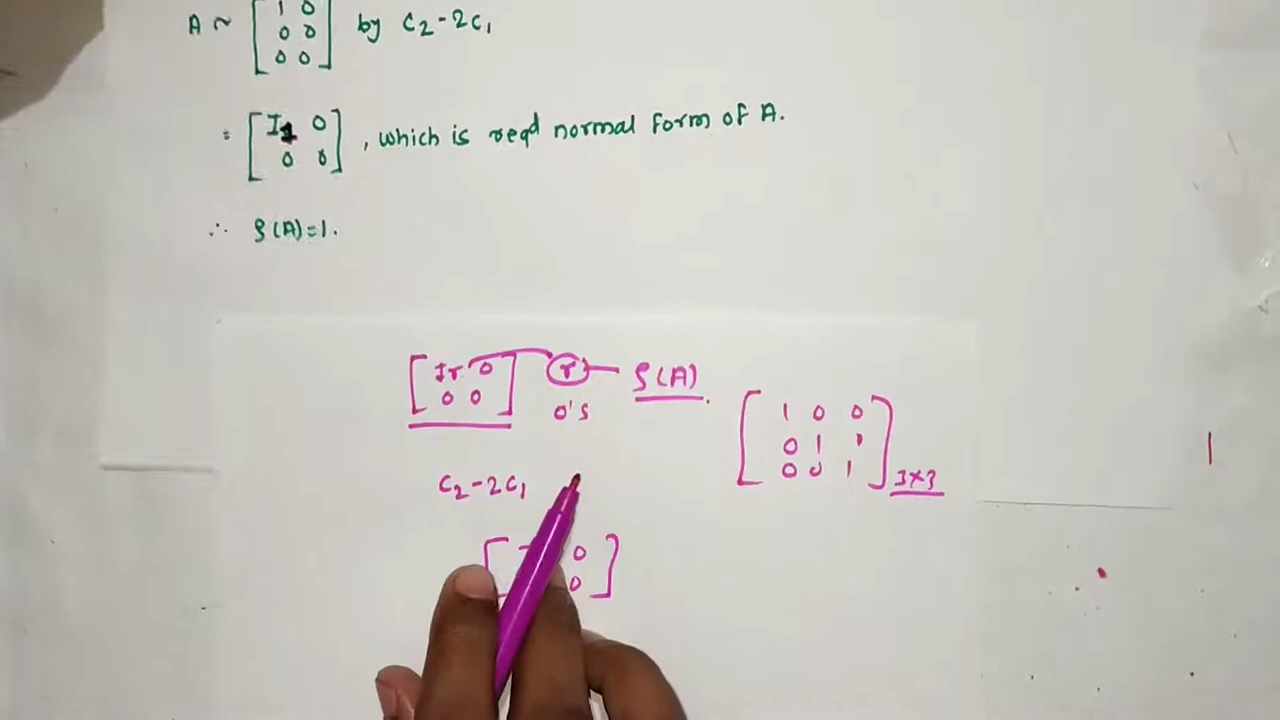 A ~ [1 0
0 0
0 0] by C₂-2C₁
= [I₁ 0
0 0], which is reqd normal form of A.
∴ ρ(A)=1.
[Ir 0
0 0]
r
ρ(A)
0's
C₂-2C₁
[1 0 0
0 1
0 0 1]3×3
0
0